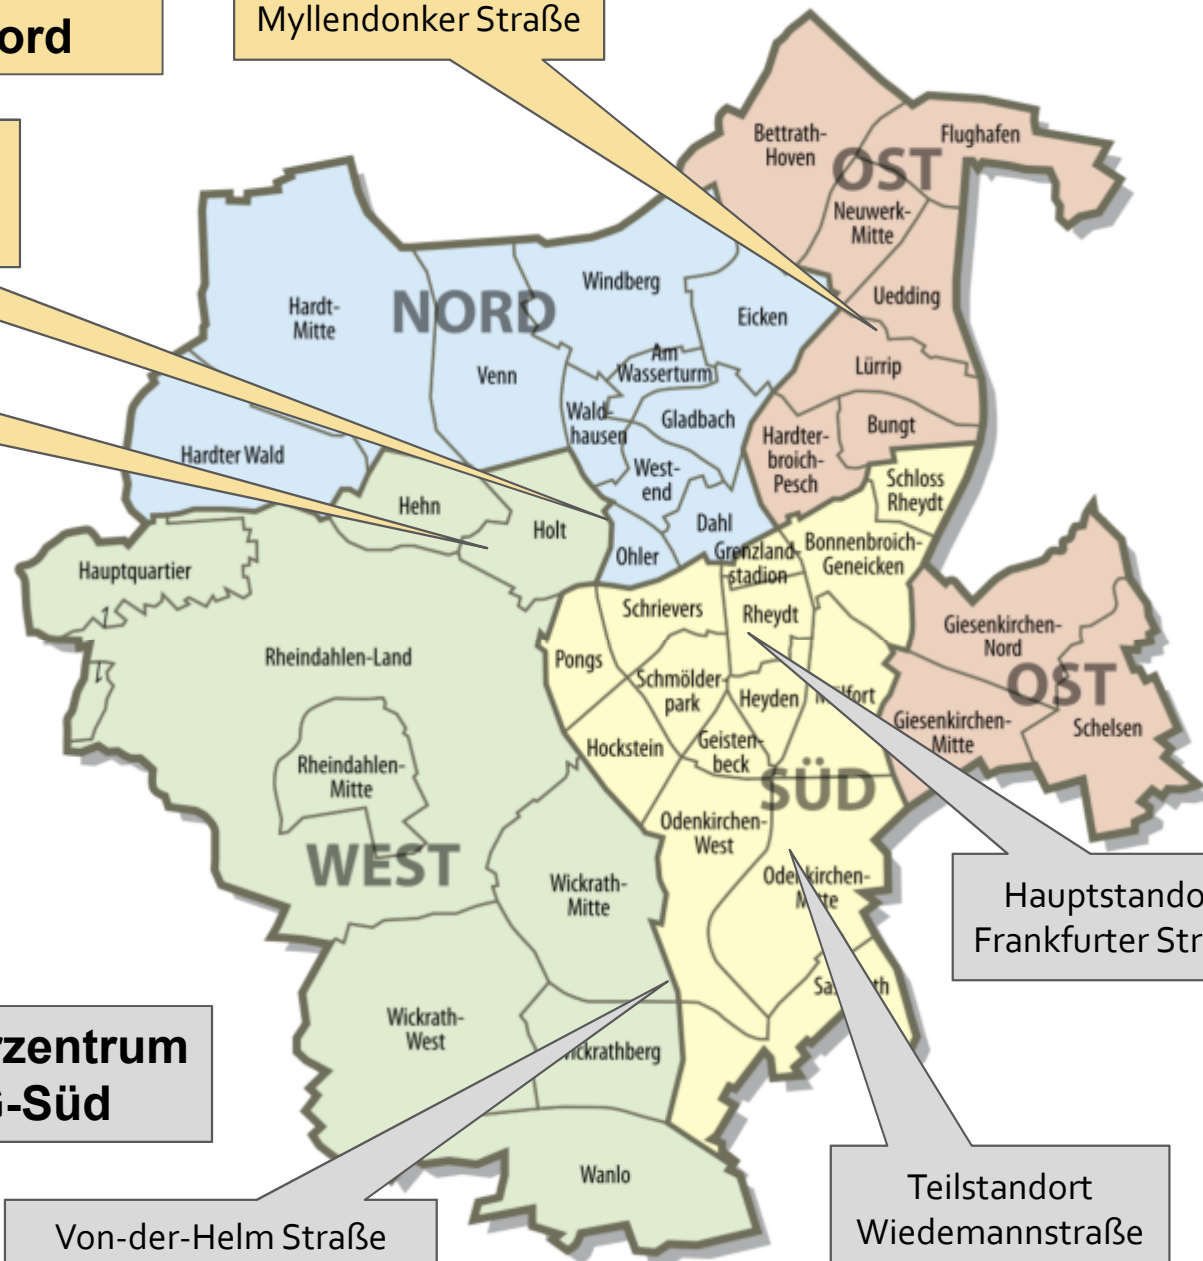 ord
Myllendonker Straße
Bettrath-
Hoven
Flughafen
OST
Neuwerk-
Mitte
Uedding
Lürrip
Bungt
Hardter-
broich-
Pesch
NORD
Hardt-
Mitte
Venn
Windberg
Eicken
Am
Wasserturm
Wald-
hausen
Gladbach
West-
end
Dahl
Ohler
Hardter Wald
Hehn
Holt
Hauptquartier
Rheindahlen-Land
Rheindahlen-
Mitte
WEST
Wickrath-
Mitte
Wickrath-
West
Wanlo
Schloss
Rheydt
Bonnenbroich-
Geneicken
Grenzland-
stadion
Schrievers
Rheydt
Pongs
Schmölder-
park
Heyden
Hockstein
Geisten-
beck
SÜD
Odenkirchen-
West
Giesenkirchen-
Nord
OST
Giesenkirchen-
Mitte
Schelsen
Hauptstando
Frankfurter Str
rzentrum
-Süd
Von-der-Helm Straße
Teilstandort
Wiedemannstraße